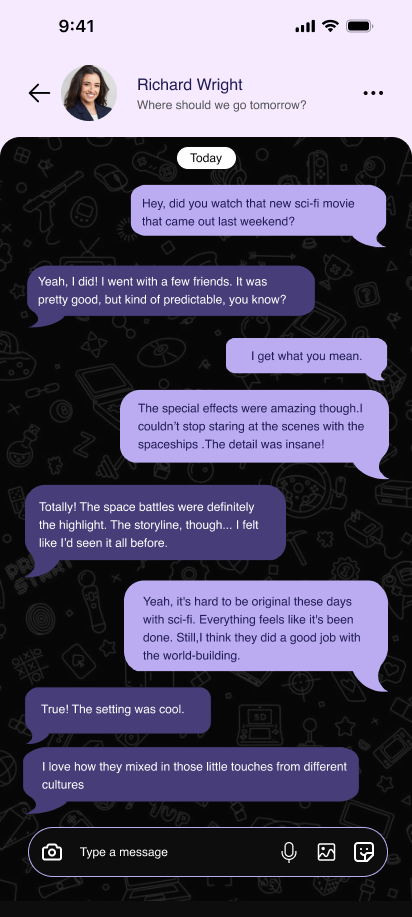 9:41
Richard Wright
Where should we go tomorrow?
Today
Hey, did you watch that new sci-fi movie
that came out last weekend?
Yeah, I did! I went with a few friends. It was
pretty good, but kind of predictable, you know?
I get what you mean.
The special effects were amazing though.I
couldn’t stop staring at the scenes with the
spaceships .The detail was insane!
Totally! The space battles were definitely
the highlight. The storyline, though... I felt
like I’d seen it all before.
Yeah, it's hard to be original these days
with sci-fi. Everything feels like it's been
done. Still,I think they did a good job with
the world-building.
True! The setting was cool.
I love how they mixed in those little touches from different
cultures
Type a message